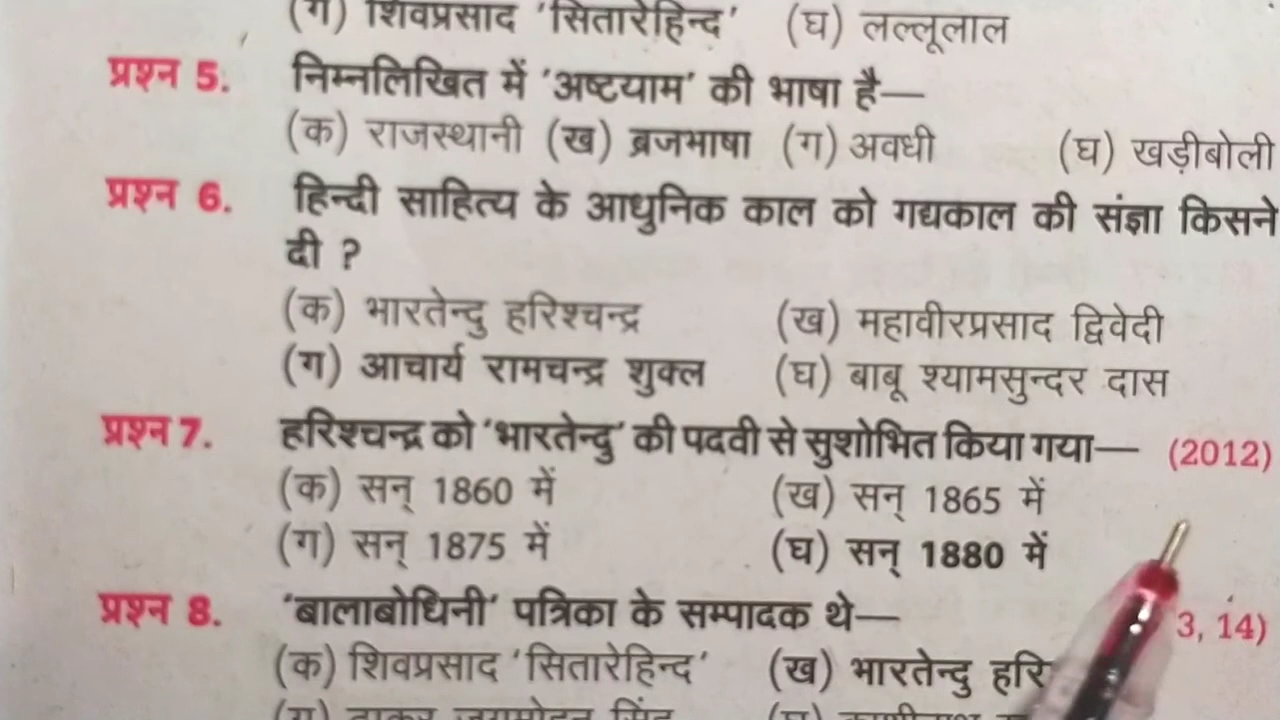 (ग) शिवप्रसाद 'सितारेहिन्द' (घ) लल्लूलाल
प्रश्न 5. निम्नलिखित में 'अष्टयाम' की भाषा है—
(क) राजस्थानी (ख) ब्रजभाषा (ग) अवधी (घ) खड़ीबोली
प्रश्न 6. हिन्दी साहित्य के आधुनिक काल को गद्यकाल की संज्ञा किसने
दी ?
(क) भारतेन्दु हरिश्चन्द्र (ख) महावीरप्रसाद द्विवेदी
(ग) आचार्य रामचन्द्र शुक्ल (घ) बाबू श्यामसुन्दर दास
प्रश्न 7. हरिश्चन्द्र को 'भारतेन्दु' की पदवी से सुशोभित किया गया— (2012)
(क) सन् 1860 में (ख) सन् 1865 में
(ग) सन् 1875 में (घ) सन् 1880 में
प्रश्न 8. 'बालाबोधिनी' पत्रिका के सम्पादक थे— 3, 14)
(क) शिवप्रसाद 'सितारेहिन्द' (ख) भारतेन्दु हरि